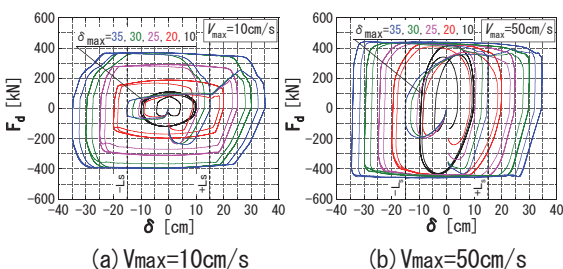 600
400
200
0
-200
-400
-600
F_d [kN]
V_max=10cm/s
δ_max=35, 30, 25, 20, 10
-Ls
+Ls
-40 -30 -20 -10 0 10 20 30 40
δ [cm]
(a) Vmax=10cm/s
600
400
200
0
-200
-400
-600
F_d [kN]
V_max=50cm/s
δ_max=35, 30, 25, 20, 10
-L_s
+L_s
-40 -30 -20 -10 0 10 20 30 40
δ [cm]
(b) Vmax=50cm/s